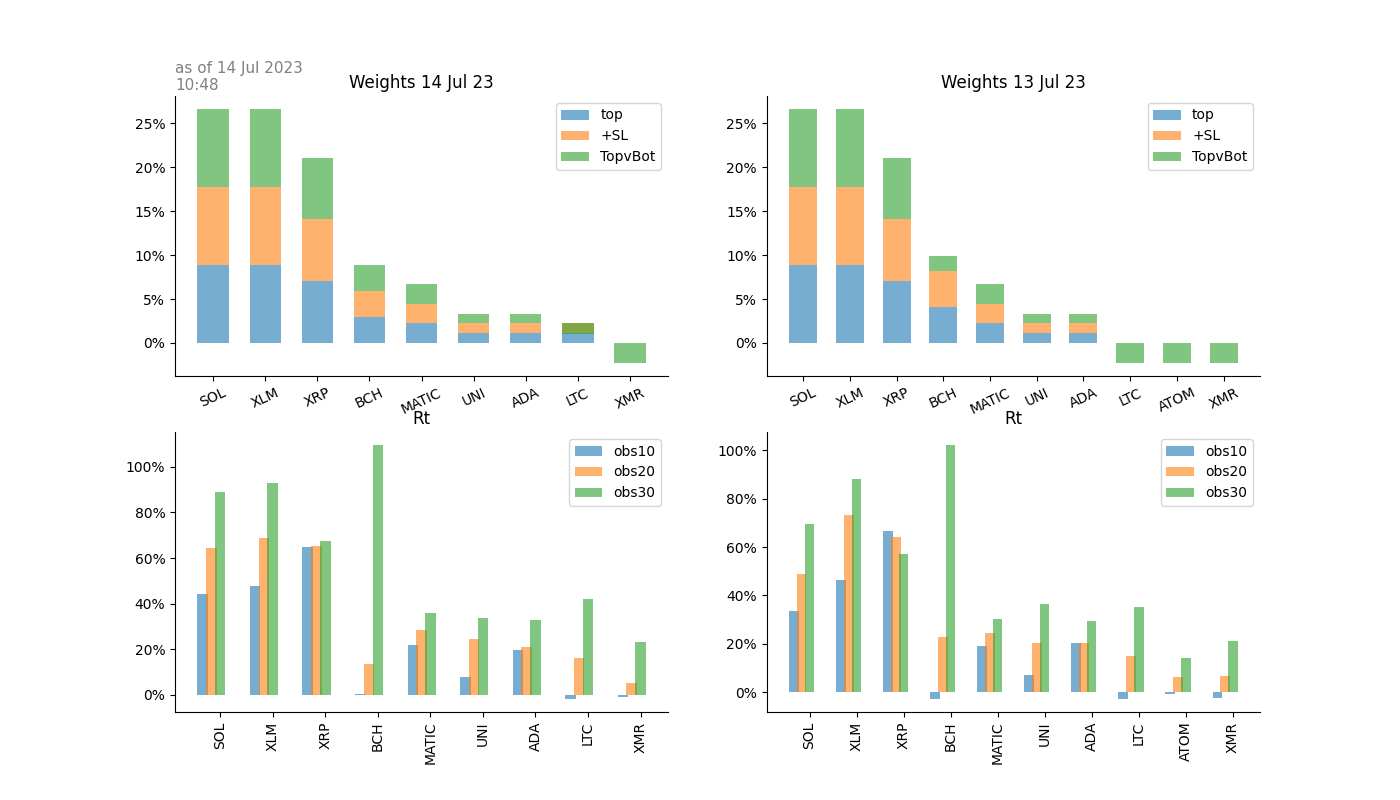 as of 14 Jul 2023
10:48
Weights 14 Jul 23
25%
20%
15%
10%
5%
0%
top
+SL
TopvBot
SOL XLM XRP BCH MATIC UNI ADA LTC XMR
Weights 13 Jul 23
25%
20%
15%
10%
5%
0%
top
+SL
TopvBot
SOL XLM XRP BCH MATIC UNI ADA LTC ATOM XMR
Rt
100%
80%
60%
40%
20%
0%
obs10
obs20
obs30
SOL XLM XRP BCH MATIC UNI ADA LTC XMR
Rt
100%
80%
60%
40%
20%
0%
obs10
obs20
obs30
SOL XLM XRP BCH MATIC UNI ADA LTC ATOM XMR